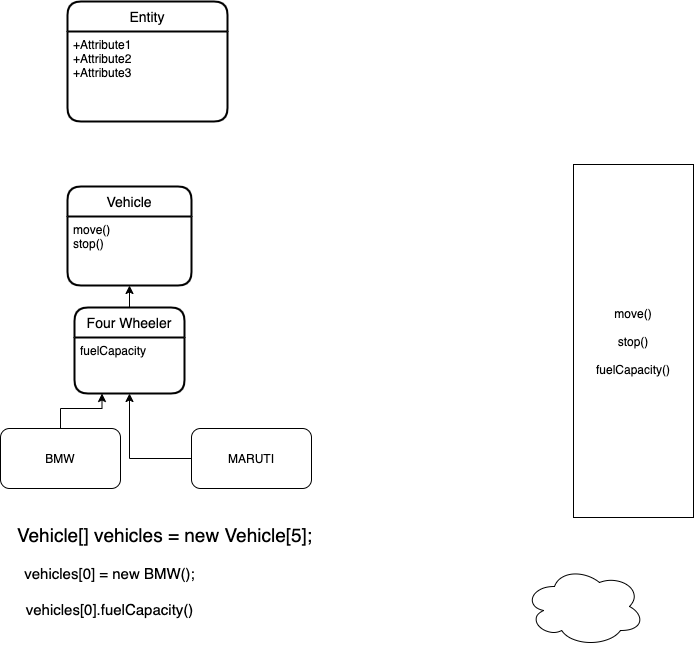 Entity
+Attribute1
+Attribute2
+Attribute3
Vehicle
move()
stop()
Four Wheeler
fuelCapacity
BMW
MARUTI
Vehicle[] vehicles = new Vehicle[5];
vehicles[0] = new BMW();
vehicles[0].fuelCapacity()
move()
stop()
fuelCapacity()